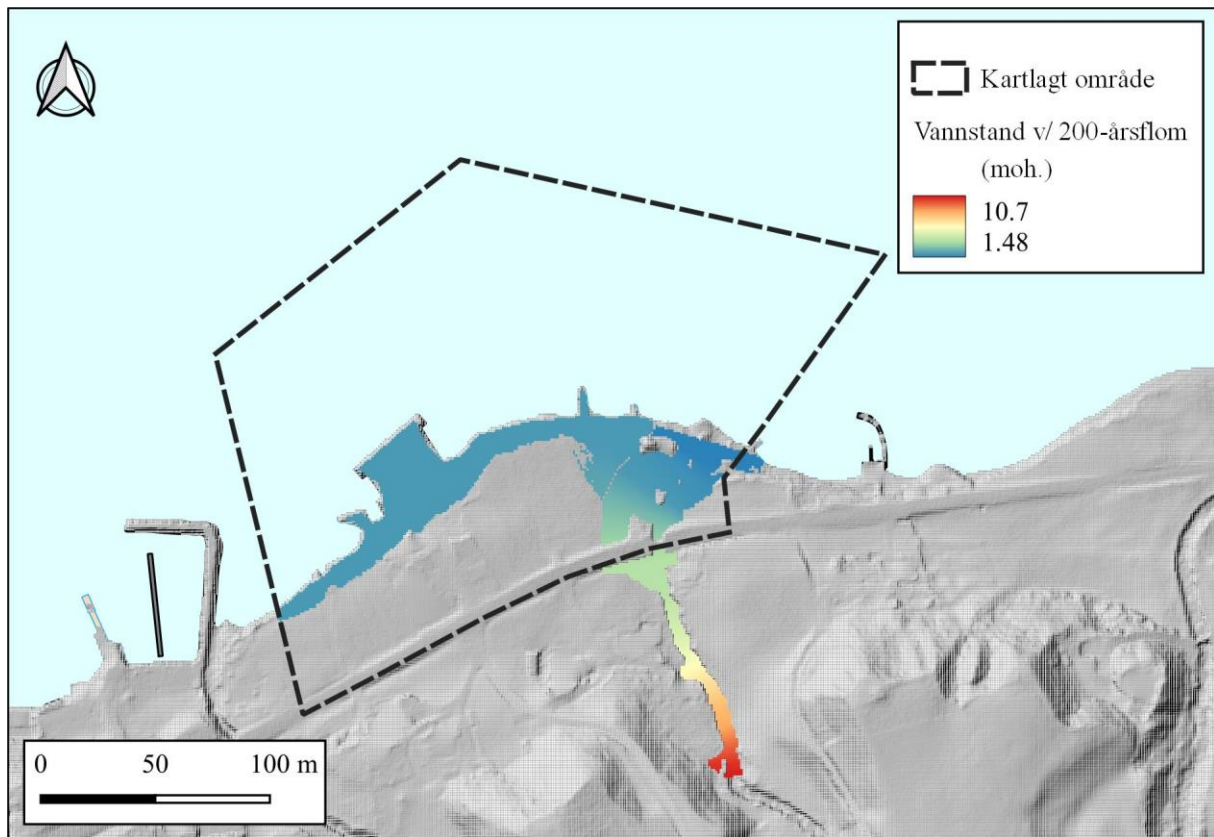 Kartlagt område
Vannstand v/ 200-årsflom
(moh.)
10.7
1.48
0 50 100 m